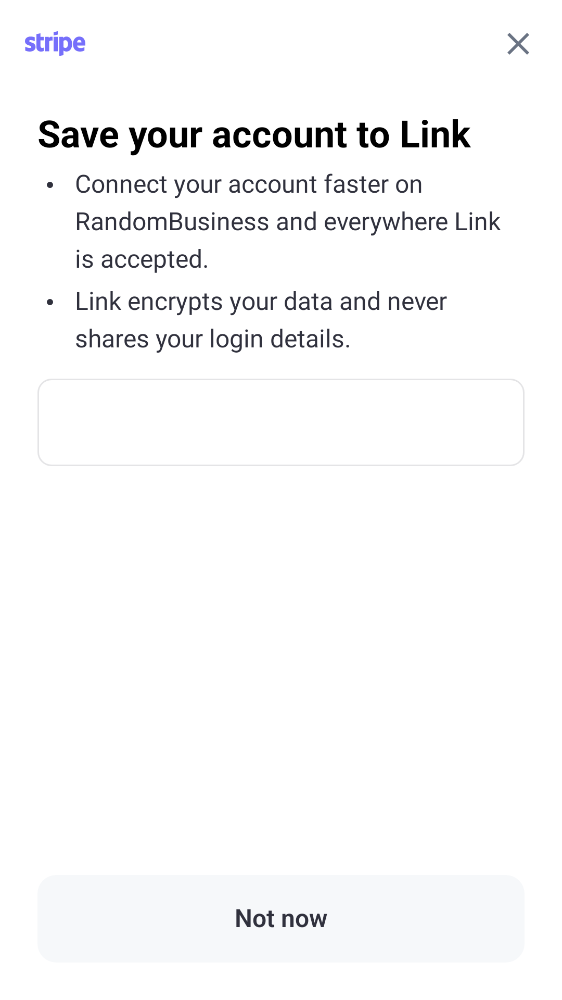 stripe
Save your account to Link
• Connect your account faster on
RandomBusiness and everywhere Link
is accepted.
• Link encrypts your data and never
shares your login details.
Not now